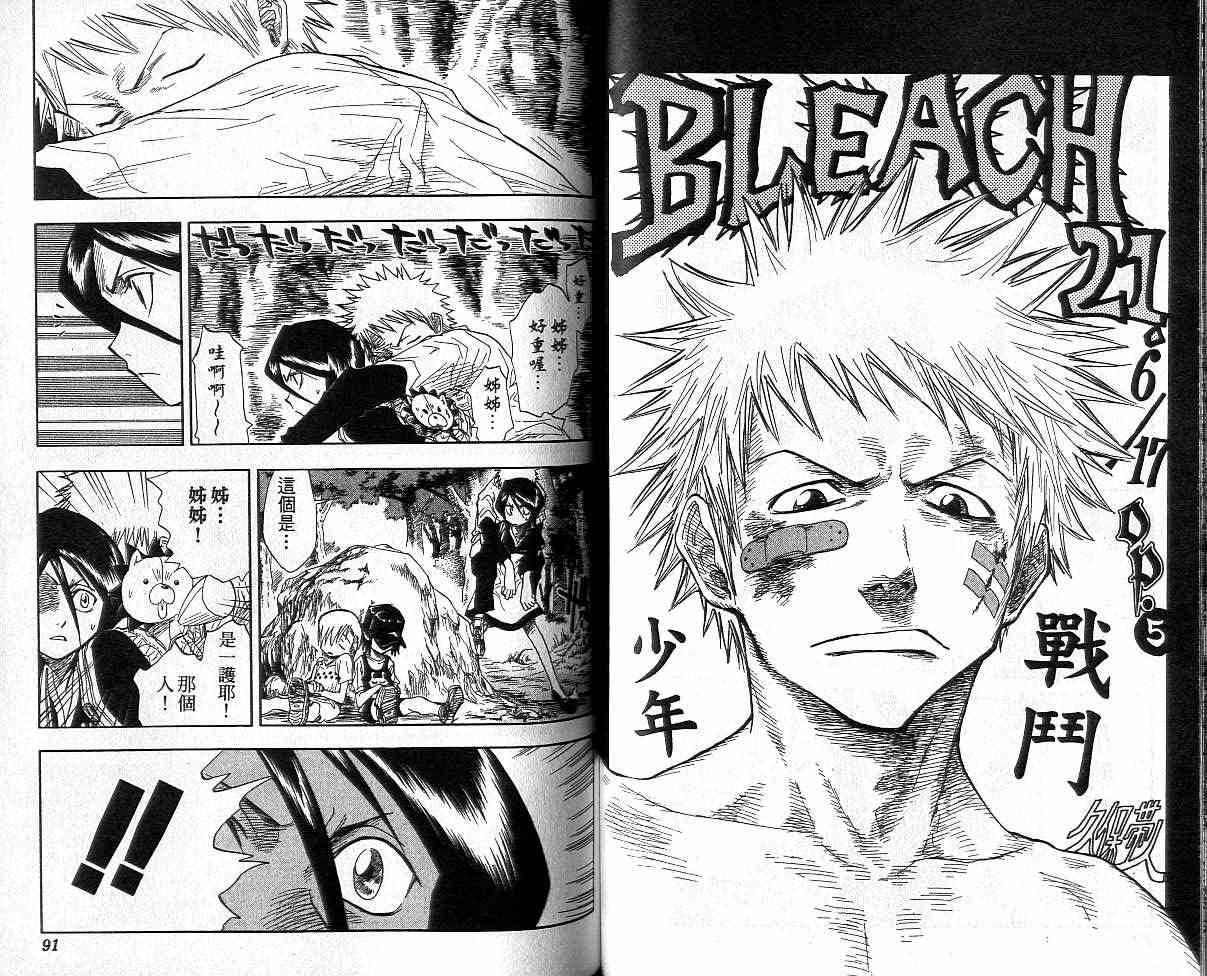 BLEACH
21.
6/17
op.5
戰鬥
少年
久保帯人
だっだっだっだっだっだっ
好重…
姊姊…
好重喔…
姊姊…
哇啊啊～
這個是…
姊…
姊姊！
是一護耶！
那個
人！
!!
91